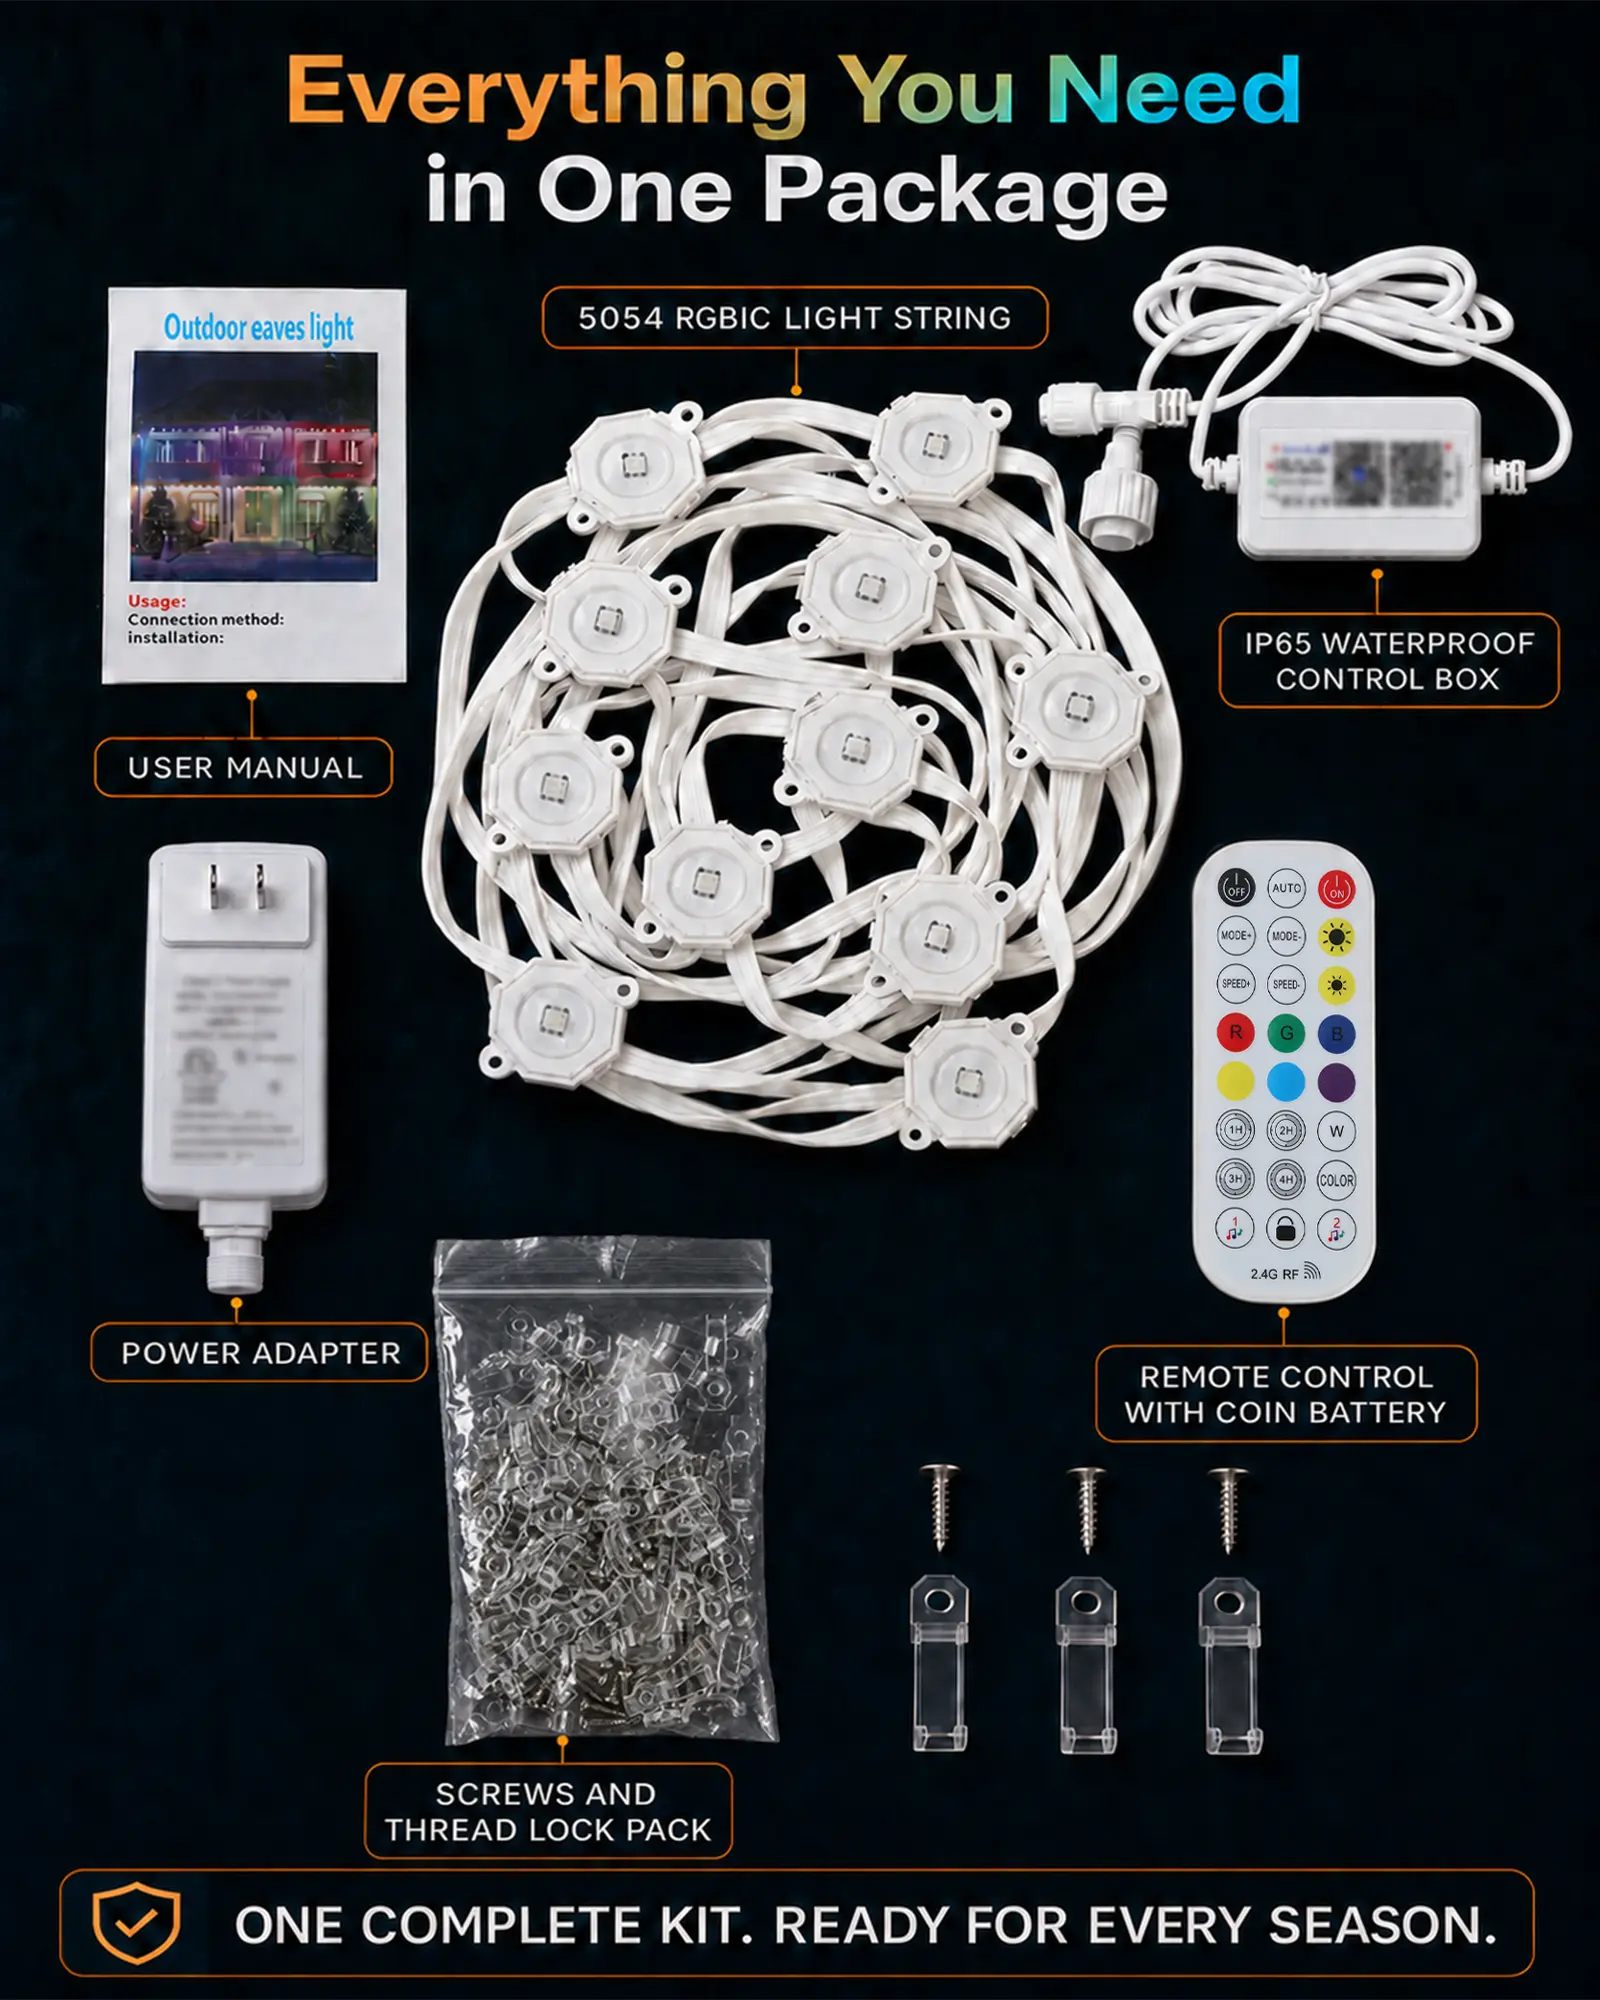 Everything You Need
in One Package
5054 RGBIC LIGHT STRING
Outdoor eaves light
Usage:
Connection method:
installation:
USER MANUAL
IP65 WATERPROOF
CONTROL BOX
POWER ADAPTER
OFF AUTO ON
MODE+ MODE-
SPEED+ SPEED-
R G B
1H 2H W
3H 4H COLOR
1 2
2.4G RF
REMOTE CONTROL
WITH COIN BATTERY
SCREWS AND
THREAD LOCK PACK
ONE COMPLETE KIT. READY FOR EVERY SEASON.